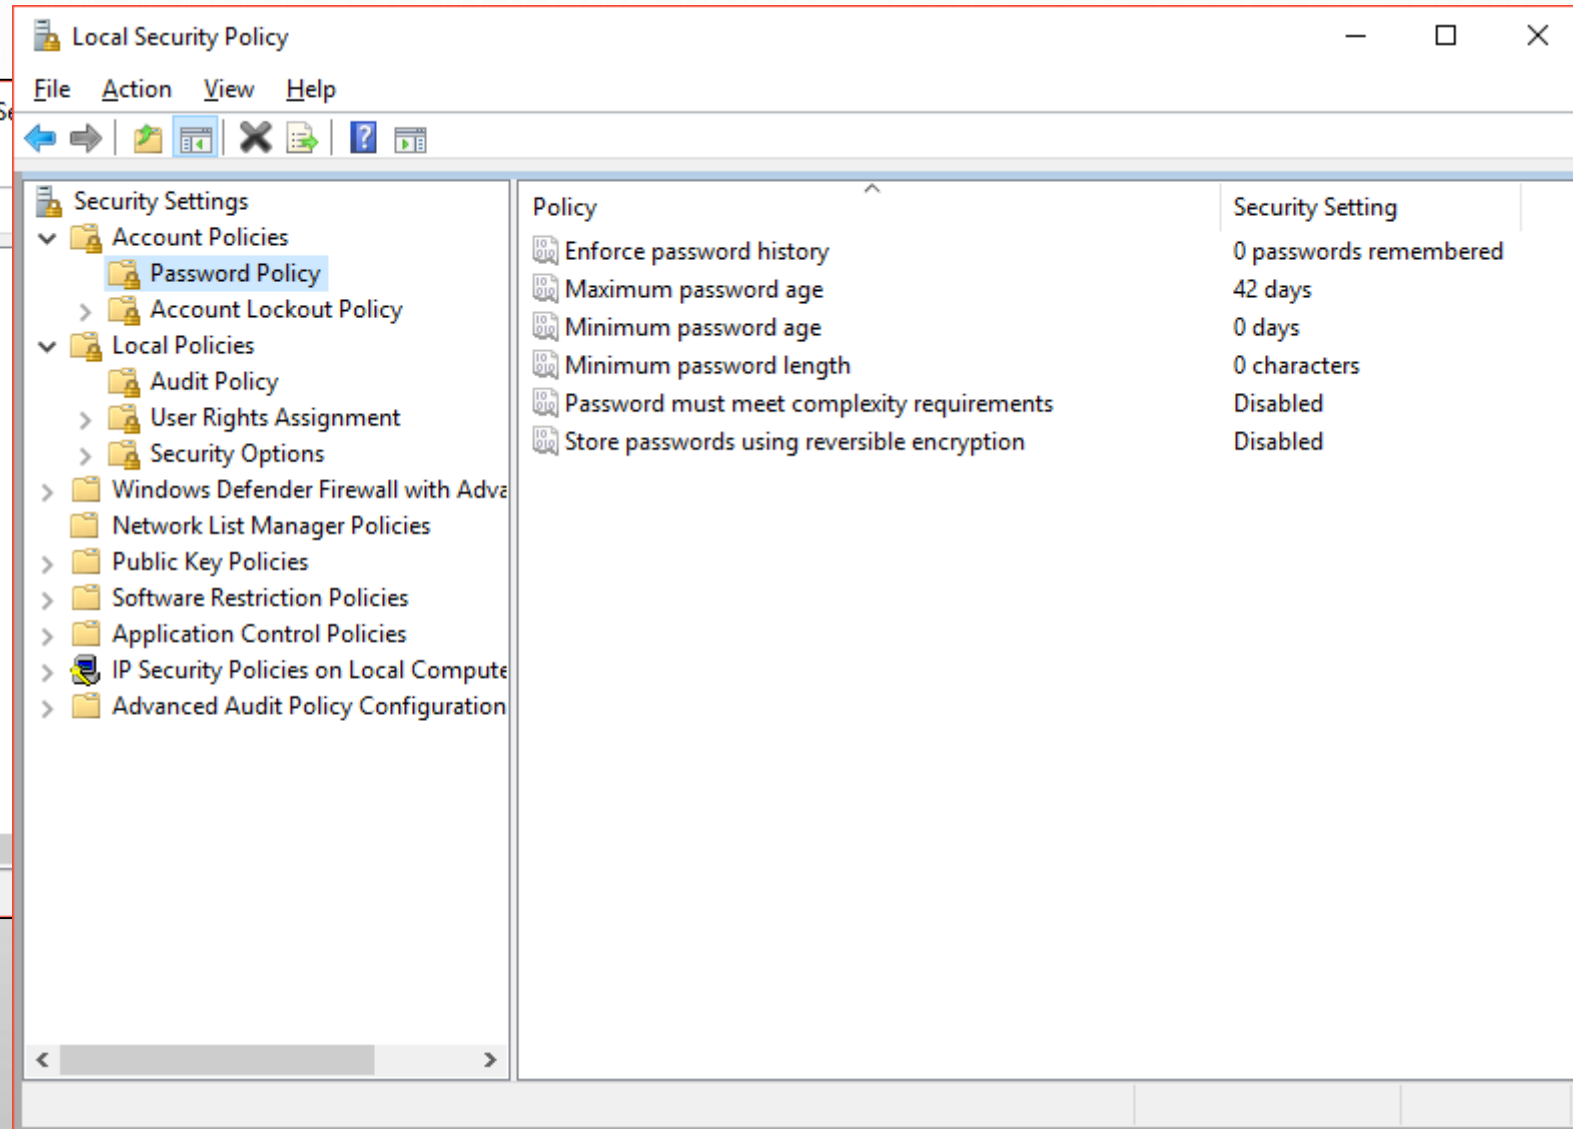 Local Security Policy
File Action View Help
Security Settings
Account Policies
Password Policy
Account Lockout Policy
Local Policies
Audit Policy
User Rights Assignment
Security Options
Windows Defender Firewall with Adva
Network List Manager Policies
Public Key Policies
Software Restriction Policies
Application Control Policies
IP Security Policies on Local Compute
Advanced Audit Policy Configuration
Policy Security Setting
Enforce password history 0 passwords remembered
Maximum password age 42 days
Minimum password age 0 days
Minimum password length 0 characters
Password must meet complexity requirements Disabled
Store passwords using reversible encryption Disabled